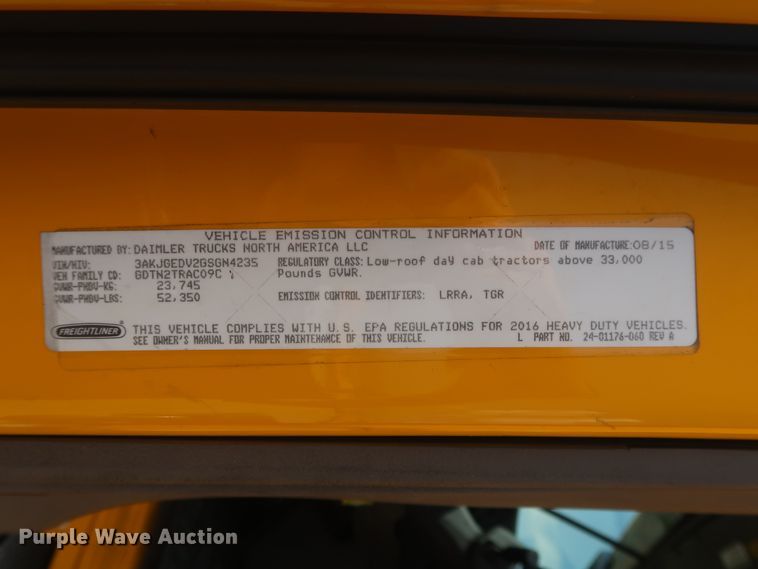 VEHICLE EMISSION CONTROL INFORMATION
MANUFACTURED BY: DAIMLER TRUCKS NORTH AMERICA LLC DATE OF MANUFACTURE: 08/15
VIN/NIV: 3AKJGEDV2GSGN4235 REGULATORY CLASS: Low-roof day cab tractors above 33,000
VEH FAMILY CD: GDTN2TRAC09C Pounds GVWR.
GVWR-PNBV-KG: 23,745
GVWR-PNBV-LBS: 52,350 EMISSION CONTROL IDENTIFIERS: LRRA, TGR
FREIGHTLINER THIS VEHICLE COMPLIES WITH U.S. EPA REGULATIONS FOR 2016 HEAVY DUTY VEHICLES.
SEE OWNER'S MANUAL FOR PROPER MAINTENANCE OF THIS VEHICLE. L PART NO. 24-01176-060 REV A
Purple Wave Auction